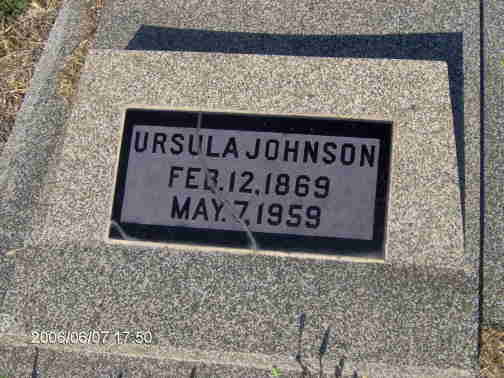 URSULA JOHNSON
FEB. 12, 1869
MAY. 7, 1959
2006/06/07 17:50